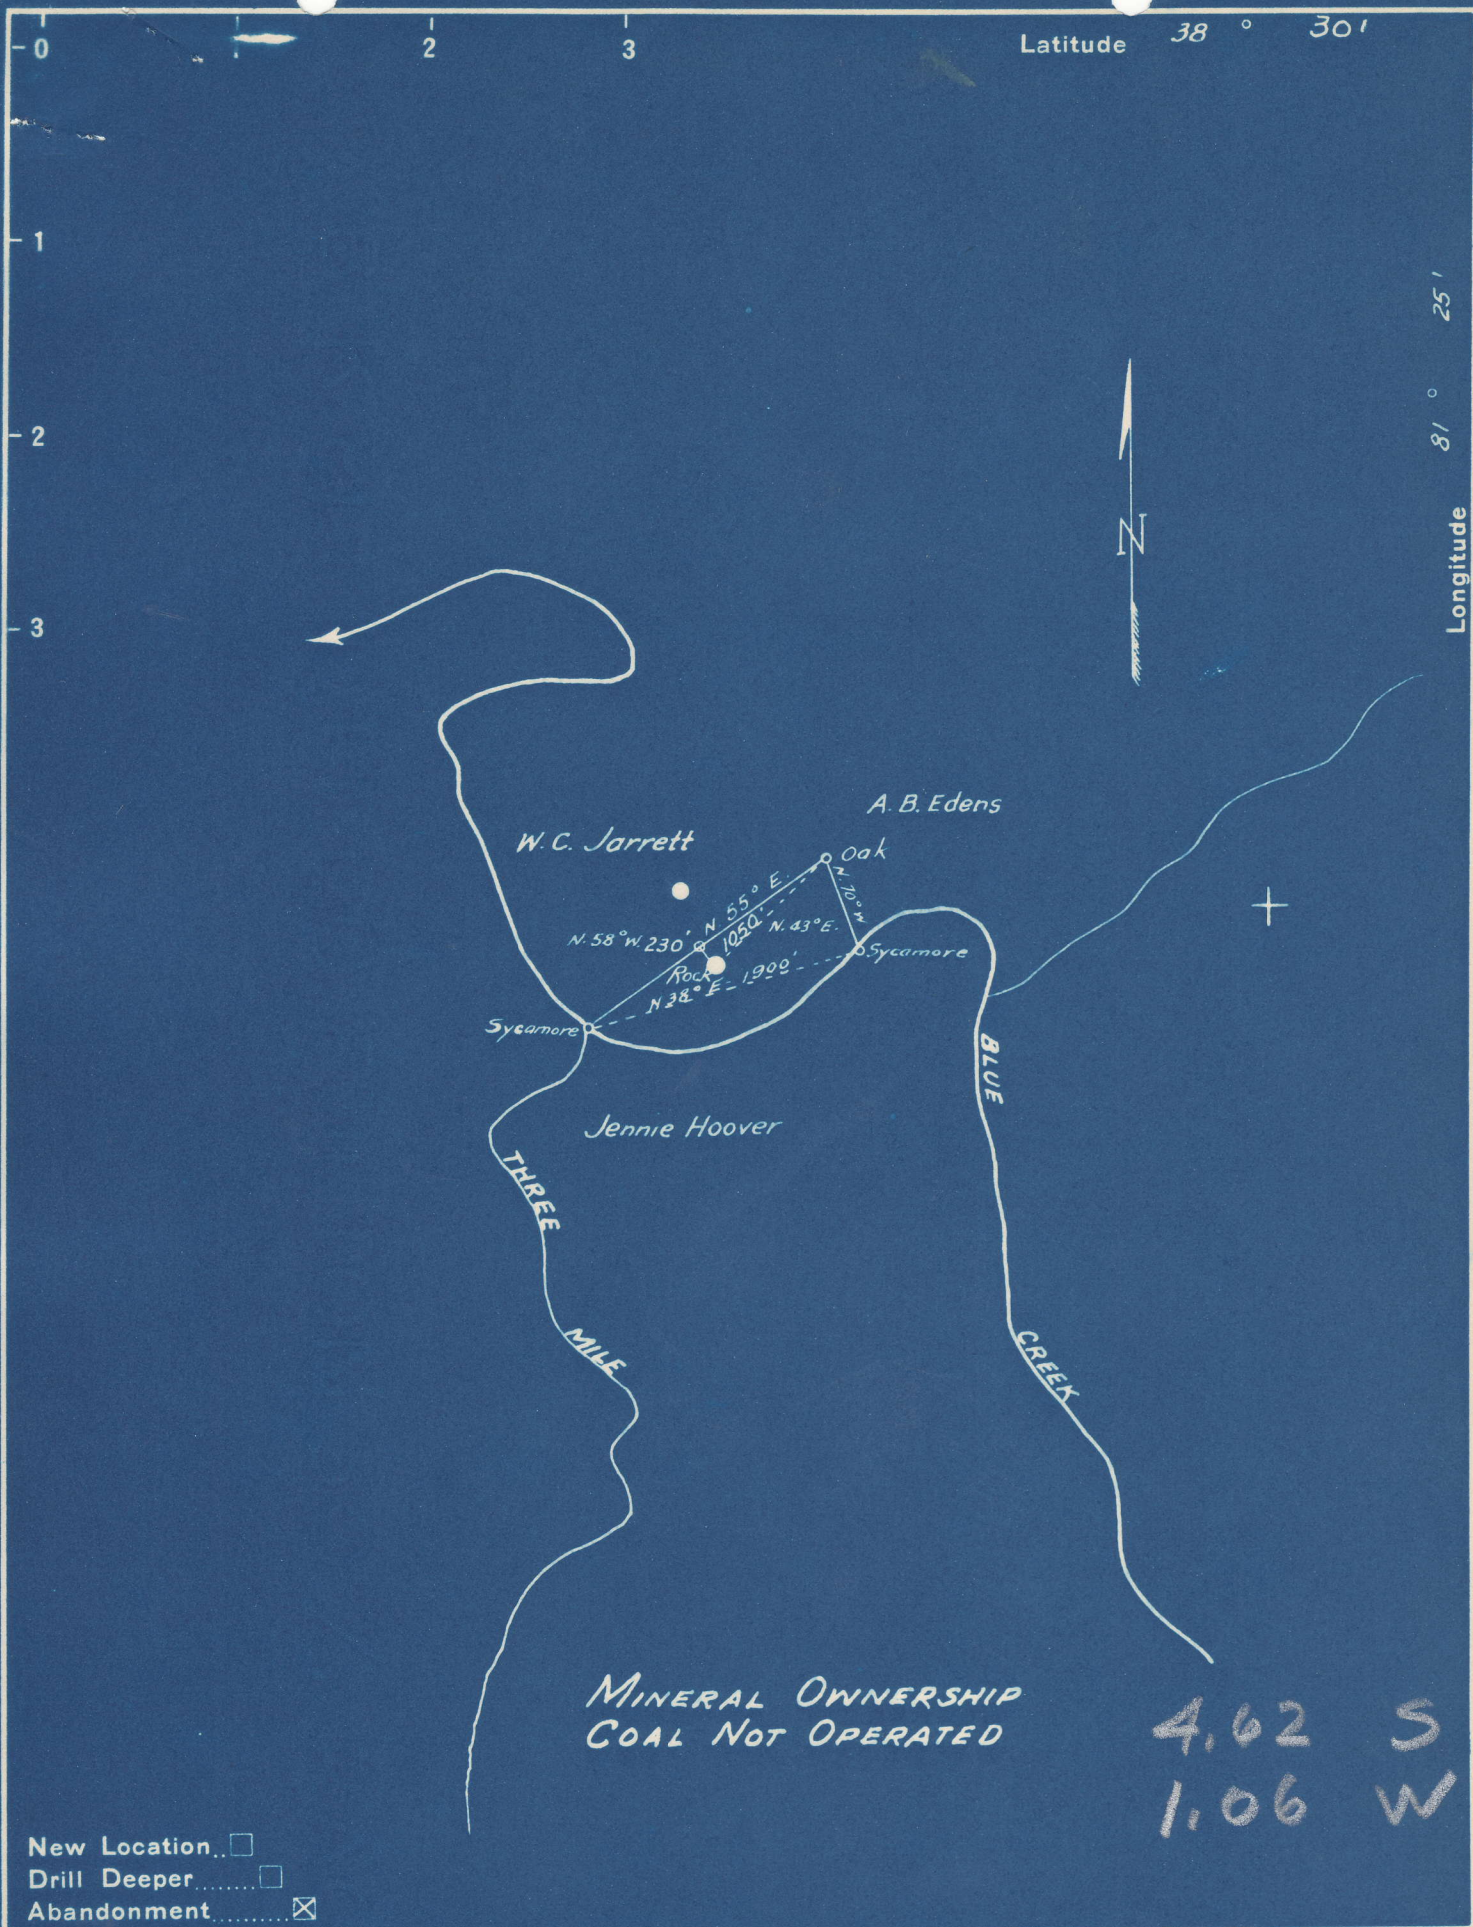 0 2 3 Latitude 38 ° 30'
1
2
3
81 ° 25'
Longitude
N
A. B. Edens
W. C. Jarrett
Oak
N 55° E.
1050'
N. 70° W
N. 43° E.
N. 58° W. 230'
Rock
Sycamore
N 38° E 1900'
Sycamore
BLUE
CREEK
Jennie Hoover
THREE
MILE
MINERAL OWNERSHIP
COAL NOT OPERATED
4.62 S
1.06 W
New Location..
Drill Deeper........
Abandonment.........☒